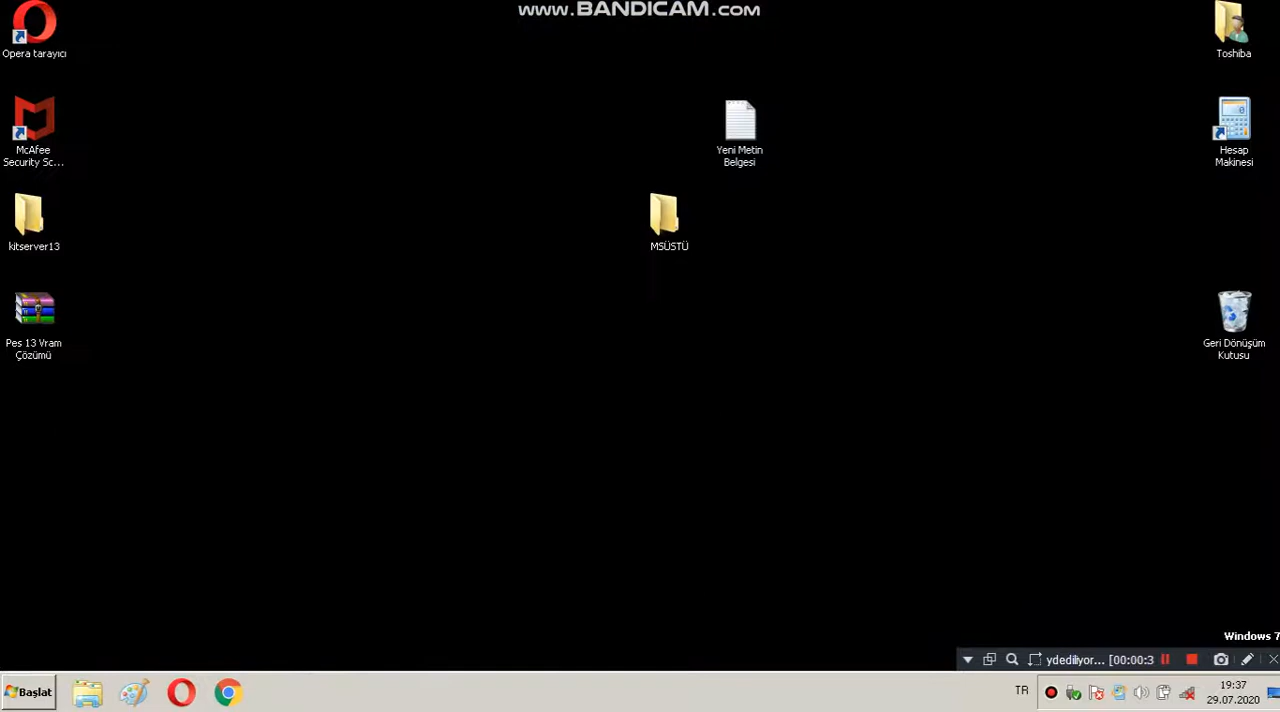 www.BANDICAM.com
Opera tarayıcı
Toshiba
McAfee
Security Sc...
Yeni Metin
Belgesi
Hesap
Makinesi
kitserver13
MSÜSTÜ
Pes 13 Vram
Çözümü
Geri Dönüşüm
Kutusu
Windows 7
ydediliyor... [00:00:3
Başlat
TR
19:37
29.07.2020